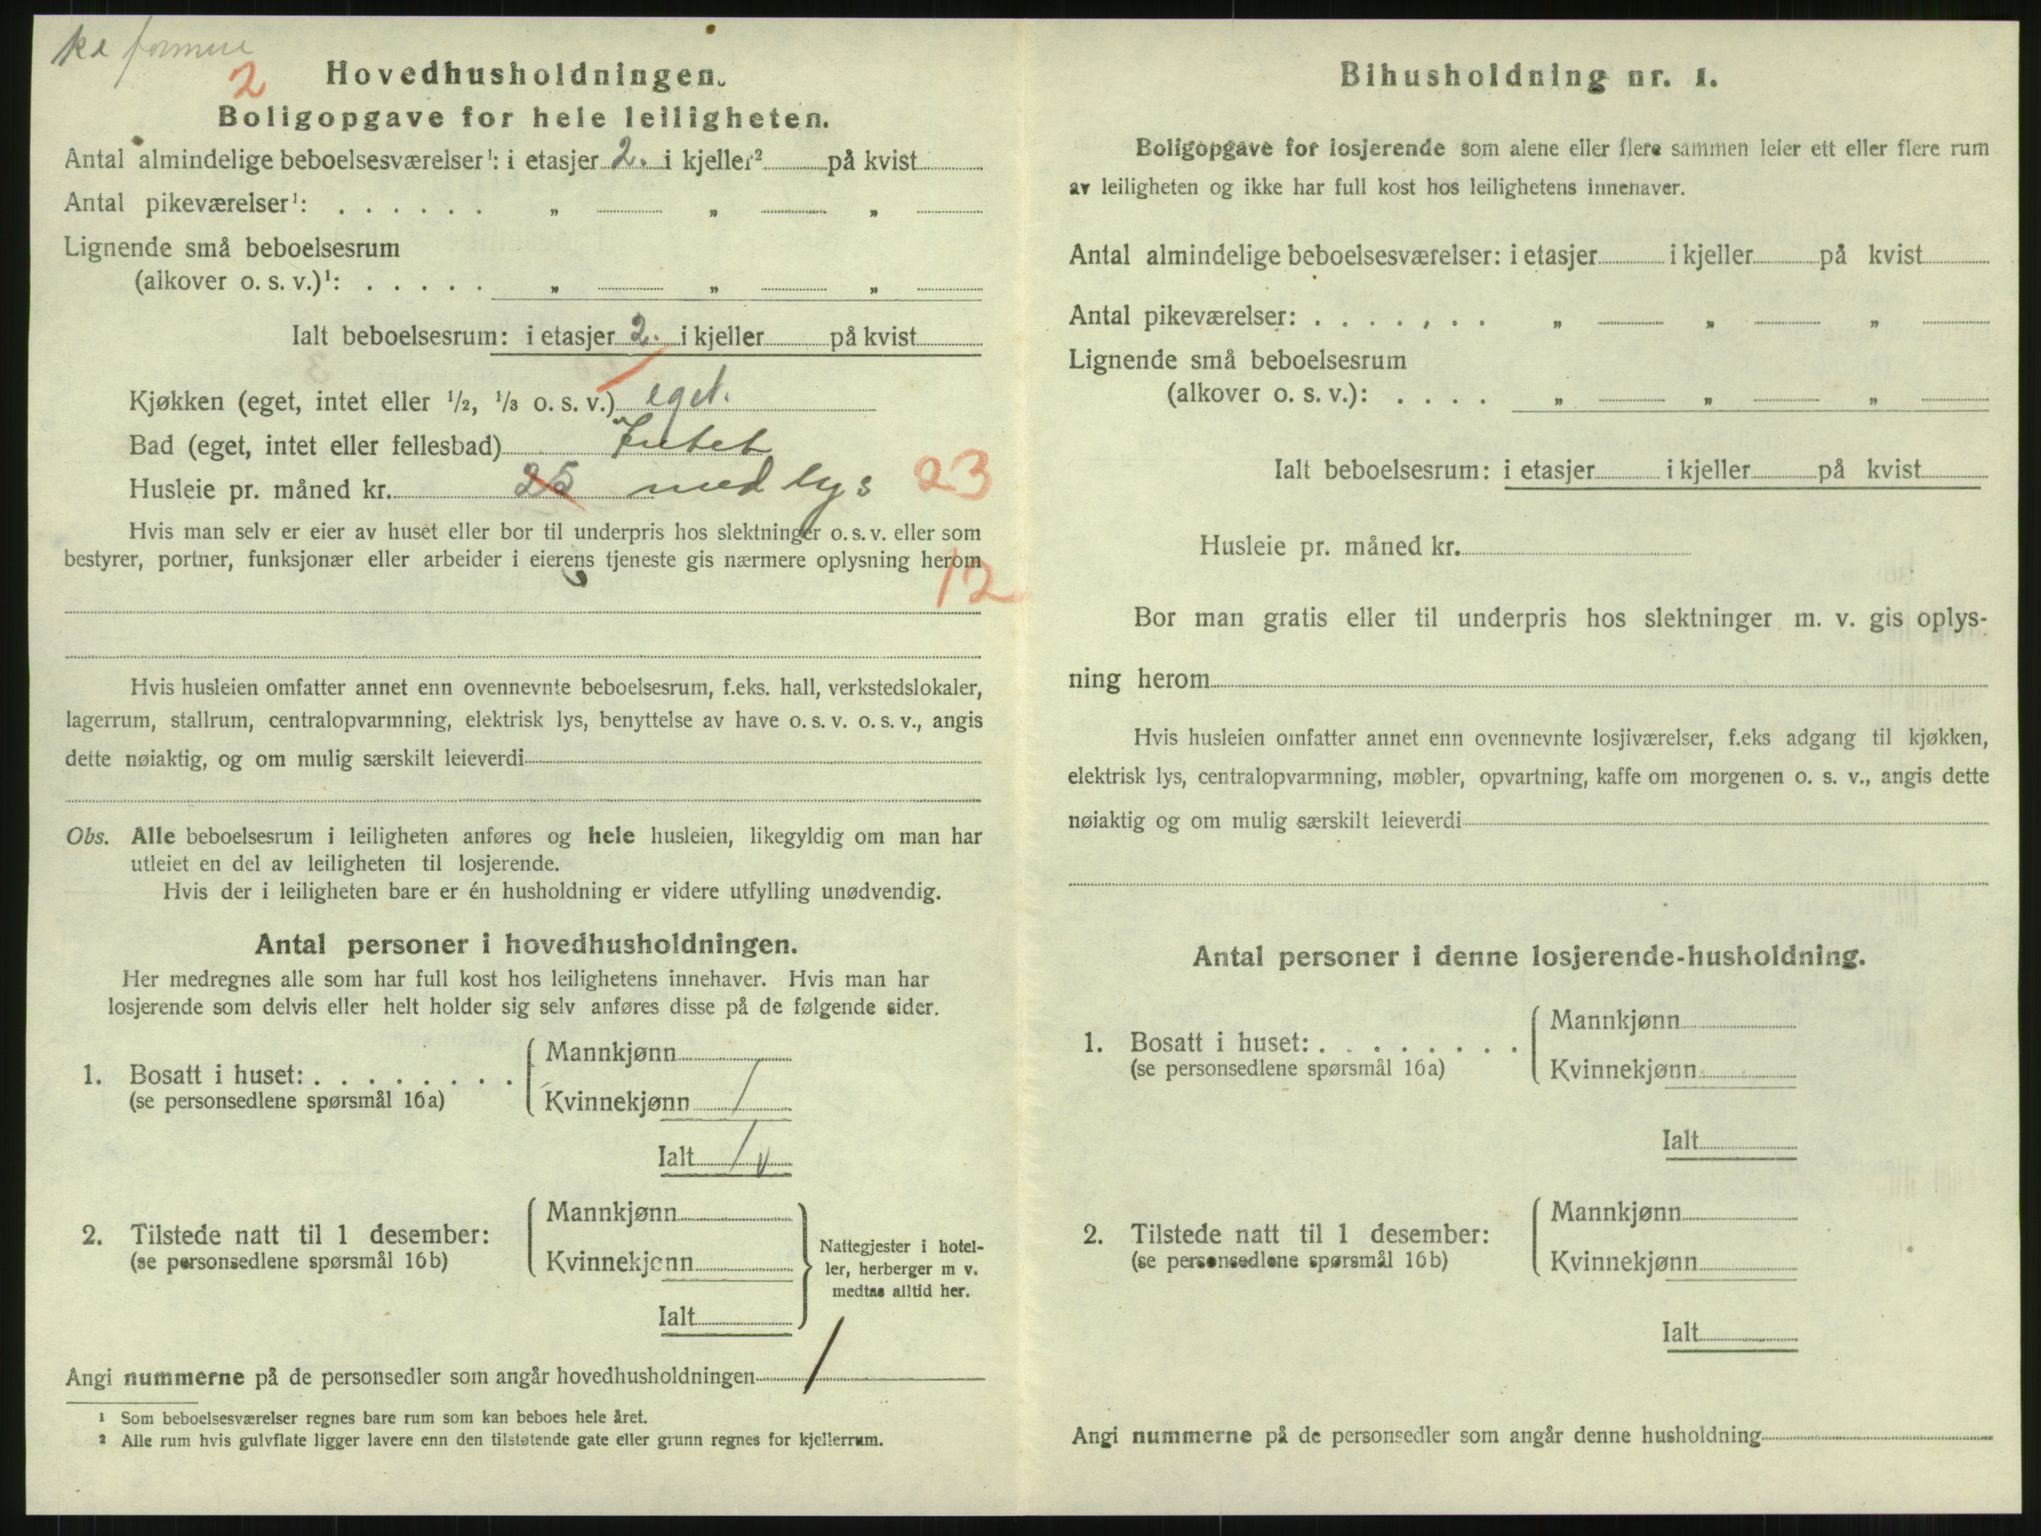 2
Hovedhusholdningen.
Boligopgave for hele leiligheten.
Antal almindelige beboelsesværelser¹: i etasjer 2. i kjeller² på kvist
Antal pikeværelser¹: . . . . . . „ „ „
Lignende små beboelsesrum
(alkover o. s. v.)¹: . . . . . „ „ „
Ialt beboelsesrum: i etasjer 2. i kjeller på kvist
Kjøkken (eget, intet eller ½, ⅓ o. s. v.) eget.
Bad (eget, intet eller fellesbad) Intet
Husleie pr. måned kr. 25 med lys 23
Hvis man selv er eier av huset eller bor til underpris hos slektninger o. s. v. eller som
bestyrer, portner, funksjonær eller arbeider i eierens tjeneste gis nærmere oplysning herom
12
Hvis husleien omfatter annet enn ovennevnte beboelsesrum, f.eks. hall, verkstedslokaler,
lagerrum, stallrum, centralopvarmning, elektrisk lys, benyttelse av have o. s. v. o. s. v., angis
dette nøiaktig, og om mulig særskilt leieverdi
Obs. Alle beboelsesrum i leiligheten anføres og hele husleien, likegyldig om man har
utleiet en del av leiligheten til losjerende.
Hvis der i leiligheten bare er én husholdning er videre utfylling unødvendig.
Antal personer i hovedhusholdningen.
Her medregnes alle som har full kost hos leilighetens innehaver. Hvis man har
losjerende som delvis eller helt holder sig selv anføres disse på de følgende sider.
Mannkjønn
1. Bosatt i huset: . . . . . . . .
(se personsedlene spørsmål 16a)
Kvinnekjønn 1
Ialt 1
Mannkjønn
2. Tilstede natt til 1 desember:
(se personsedlene spørsmål 16b)
Kvinnekjønn
Ialt
Nattegjester i hotel-
ler, herberger m v.
medtas alltid her.
Angi nummerne på de personsedler som angår hovedhusholdningen 1
¹ Som beboelsesværelser regnes bare rum som kan beboes hele året.
² Alle rum hvis gulvflate ligger lavere enn den tilstøtende gate eller grunn regnes for kjellerrum.
Bihusholdning nr. 1.
Boligopgave for losjerende som alene eller flere sammen leier ett eller flere rum
av leiligheten og ikke har full kost hos leilighetens innehaver.
Antal almindelige beboelsesværelser: i etasjer i kjeller på kvist
Antal pikeværelser: . . . . . . . „ „ „
Lignende små beboelsesrum
(alkover o. s. v.): . . . . „ „ „
Ialt beboelsesrum: i etasjer i kjeller på kvist
Husleie pr. måned kr.
Bor man gratis eller til underpris hos slektninger m. v. gis oplys-
ning herom
Hvis husleien omfatter annet enn ovennevnte losjiværelser, f.eks adgang til kjøkken,
elektrisk lys, centralopvarmning, møbler, opvartning, kaffe om morgenen o. s. v., angis dette
nøiaktig og om mulig særskilt leieverdi
Antal personer i denne losjerende-husholdning.
Mannkjønn
1. Bosatt i huset: . . . . . . . .
(se personsedlene spørsmål 16a)
Kvinnekjønn
Ialt
Mannkjønn
2. Tilstede natt til 1 desember:
(se personsedlene spørsmål 16b)
Kvinnekjønn
Ialt
Angi nummerne på de personsedler som angår denne husholdning